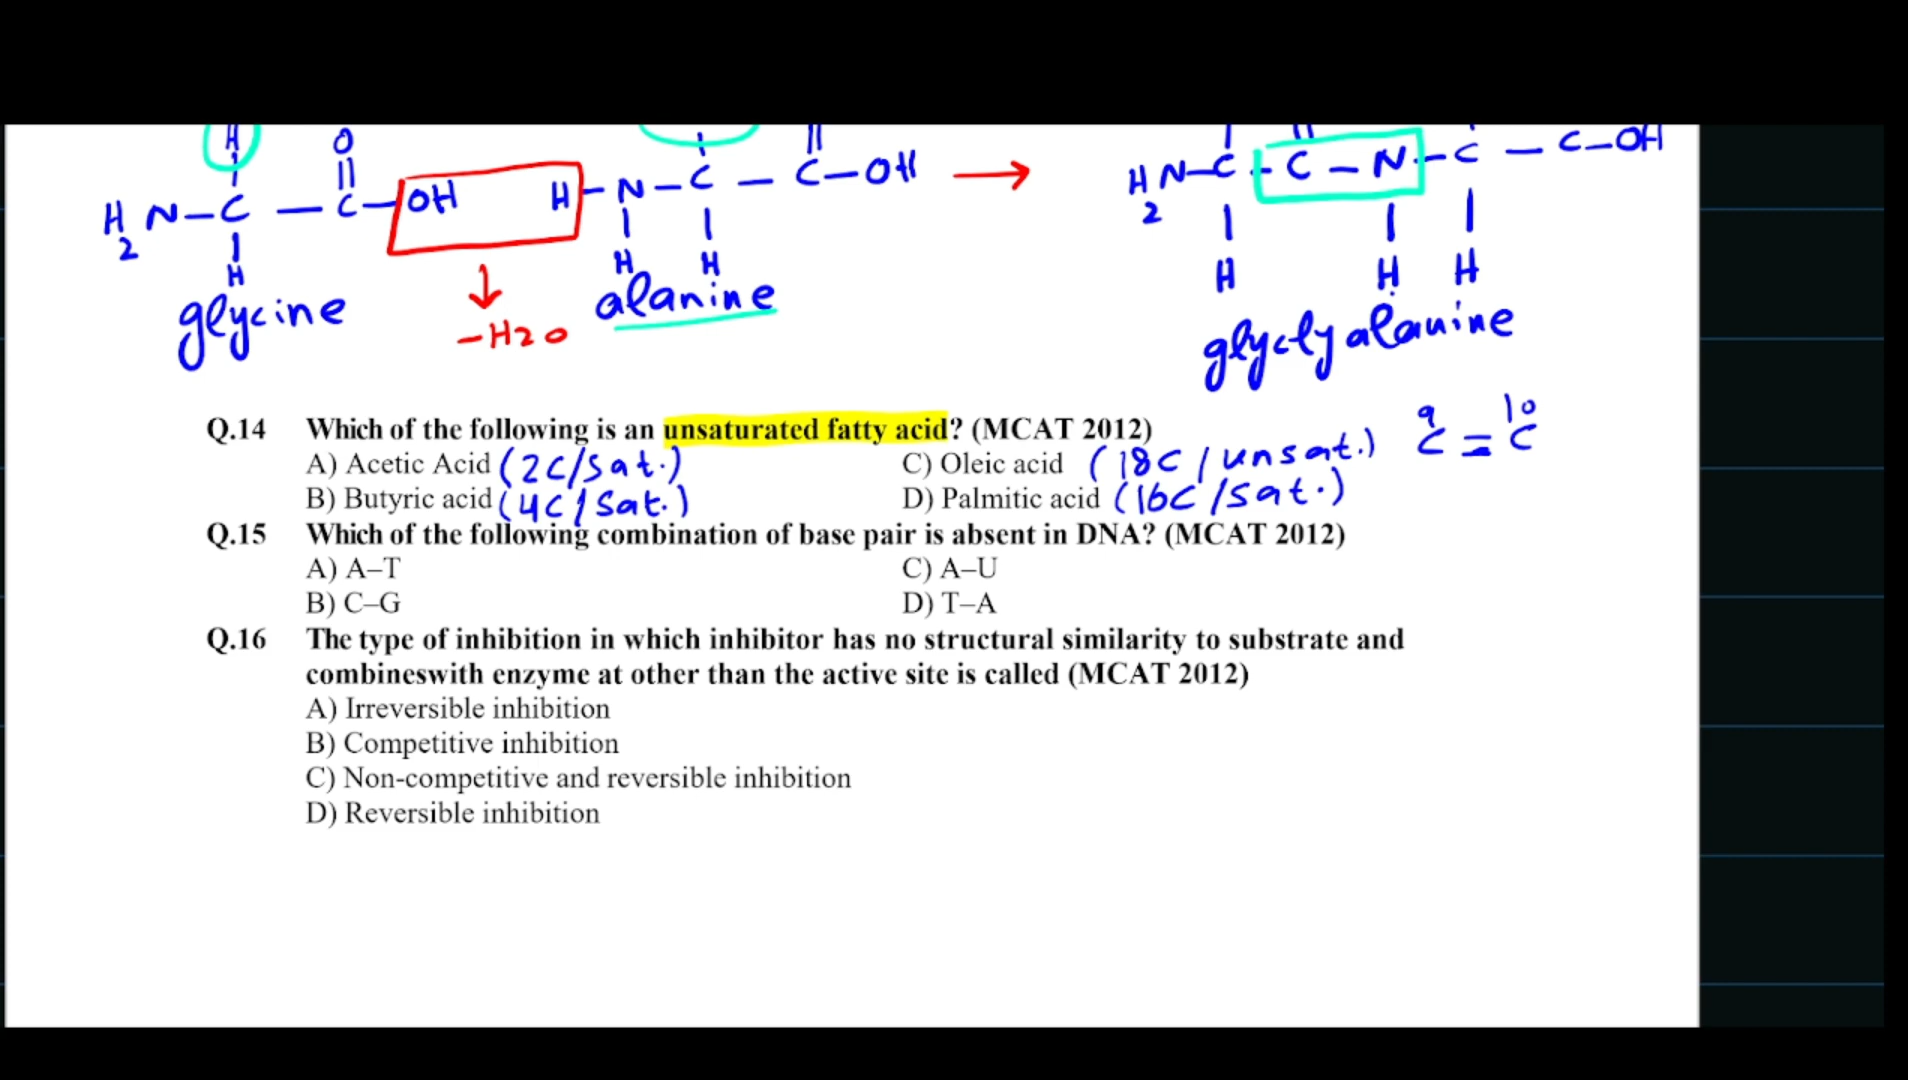 H O
H2N–C–C–OH H–N–C–C–OH → H2N–C–C–N–C–C–OH
H H H H H H
glycine –H2O alanine glyclyalanine
Q.14 Which of the following is an unsaturated fatty acid? (MCAT 2012) 9C=10C
A) Acetic Acid (2C/Sat.) C) Oleic acid (18C/unsat.)
B) Butyric acid (4C/Sat.) D) Palmitic acid (16C/sat.)
Q.15 Which of the following combination of base pair is absent in DNA? (MCAT 2012)
A) A–T C) A–U
B) C–G D) T–A
Q.16 The type of inhibition in which inhibitor has no structural similarity to substrate and
combineswith enzyme at other than the active site is called (MCAT 2012)
A) Irreversible inhibition
B) Competitive inhibition
C) Non-competitive and reversible inhibition
D) Reversible inhibition